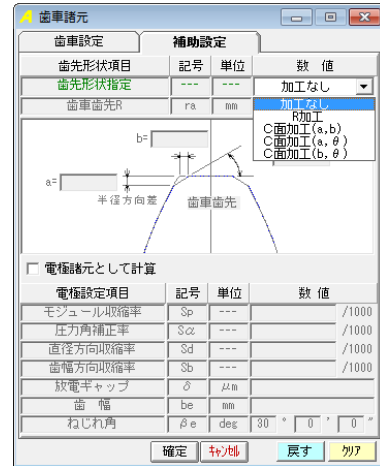 歯車諸元
歯車設定 補助設定
歯先形状項目 記号 単位 数 値
歯先形状指定 --- --- 加工なし
歯車歯先R ra mm
加工なし
R加工
C面加工(a,b)
C面加工(a,θ)
C面加工(b,θ)
b=
a=
半径方向差 歯車歯先
電極諸元として計算
電極設定項目 記号 単位 数 値
モジュール収縮率 Sp --- /1000
圧力角補正率 Sα --- /1000
直径方向収縮率 Sd --- /1000
歯幅方向収縮率 Sb --- /1000
放電ギャップ δ μm
歯 幅 be mm
ねじれ角 βe deg 30 ° 0 ' 0 "
確定 キャンセル 戻す クリア